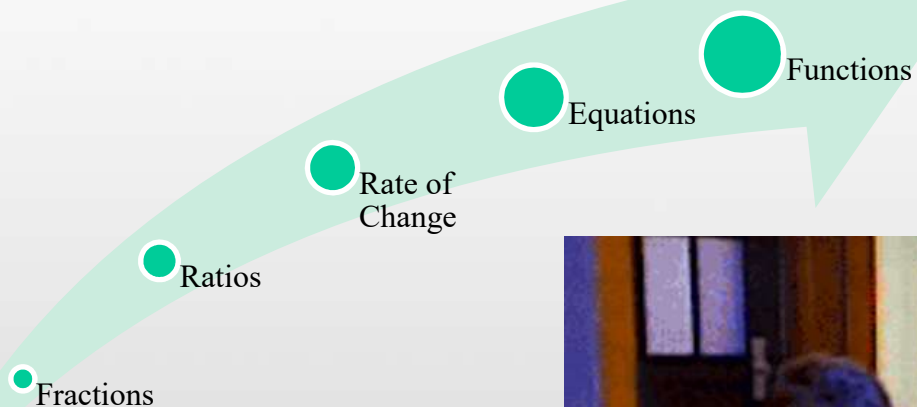 Functions
Equations
Rate of
Change
Ratios
Fractions